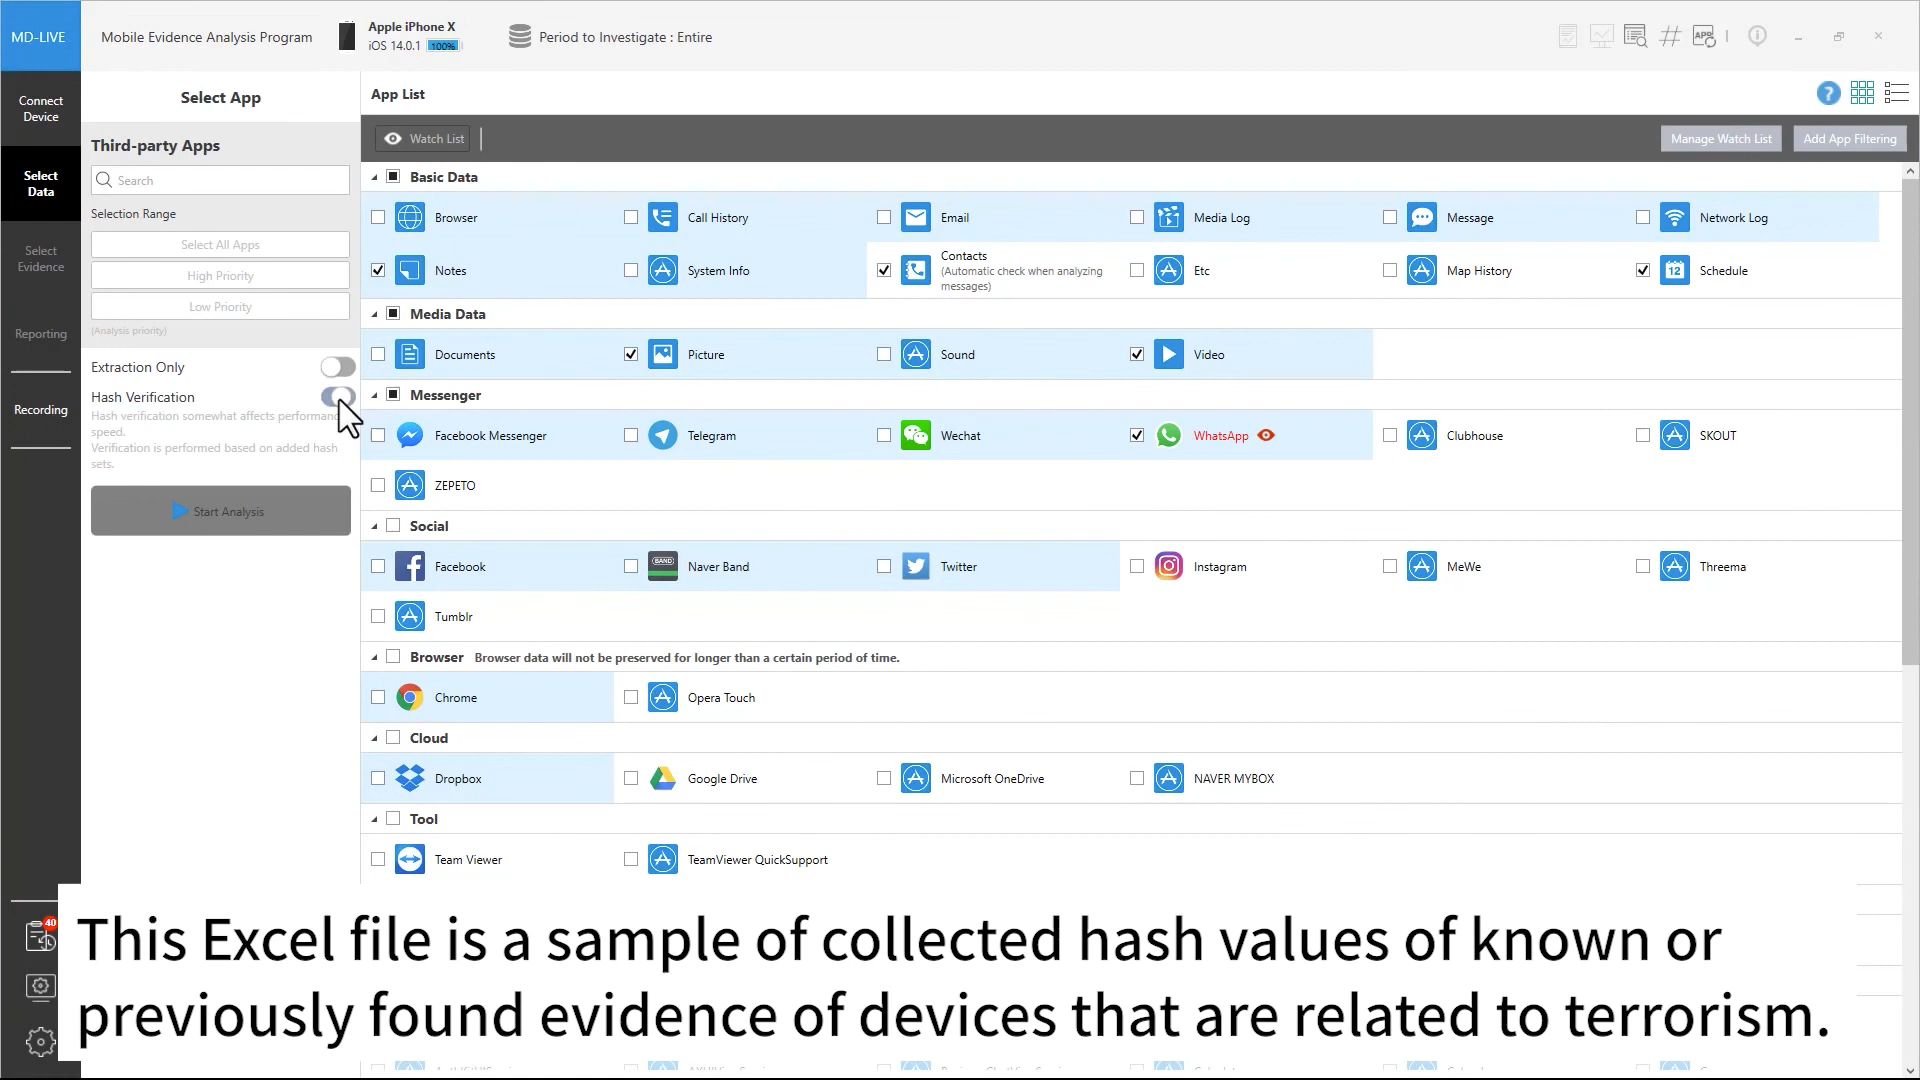 MD-LIVE
Mobile Evidence Analysis Program
Apple iPhone X
iOS 14.0.1 100%
Period to Investigate : Entire
APP
Connect
Device
Select
Data
Select
Evidence
Reporting
Recording
40
Select App
Third-party Apps
Search
Selection Range
Select All Apps
High Priority
Low Priority
(Analysis priority)
Extraction Only
Hash Verification
Hash verification somewhat affects performanc
speed.
Verification is performed based on added hash
sets.
Start Analysis
App List
?
Watch List
Manage Watch List
Add App Filtering
Basic Data
Browser
Call History
Email
Media Log
Message
Network Log
Notes
System Info
Contacts
(Automatic check when analyzing
messages)
Etc
Map History
12
Schedule
Media Data
Documents
Picture
Sound
Video
Messenger
Facebook Messenger
Telegram
Wechat
WhatsApp
Clubhouse
SKOUT
ZEPETO
Social
Facebook
BAND
Naver Band
Twitter
Instagram
MeWe
Threema
Tumblr
Browser Browser data will not be preserved for longer than a certain period of time.
Chrome
Opera Touch
Cloud
Dropbox
Google Drive
Microsoft OneDrive
NAVER MYBOX
Tool
Team Viewer
TeamViewer QuickSupport
This Excel file is a sample of collected hash values of known or
previously found evidence of devices that are related to terrorism.